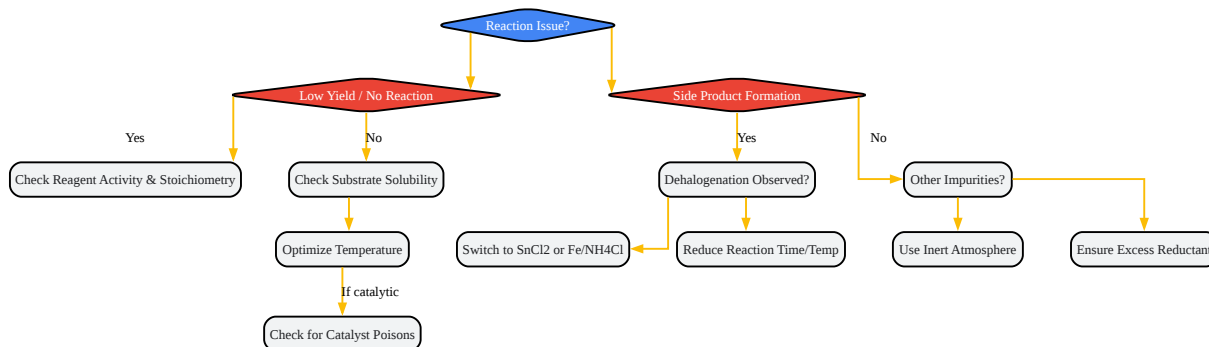 Reaction Issue?
Low Yield / No Reaction
Side Product Formation
Yes
No
Yes
No
Check Reagent Activity & Stoichiometry
Check Substrate Solubility
Dehalogenation Observed?
Other Impurities?
Optimize Temperature
Switch to SnCl2 or Fe/NH4Cl
Reduce Reaction Time/Temp
Use Inert Atmosphere
Ensure Excess Reductant
If catalytic
Check for Catalyst Poisons